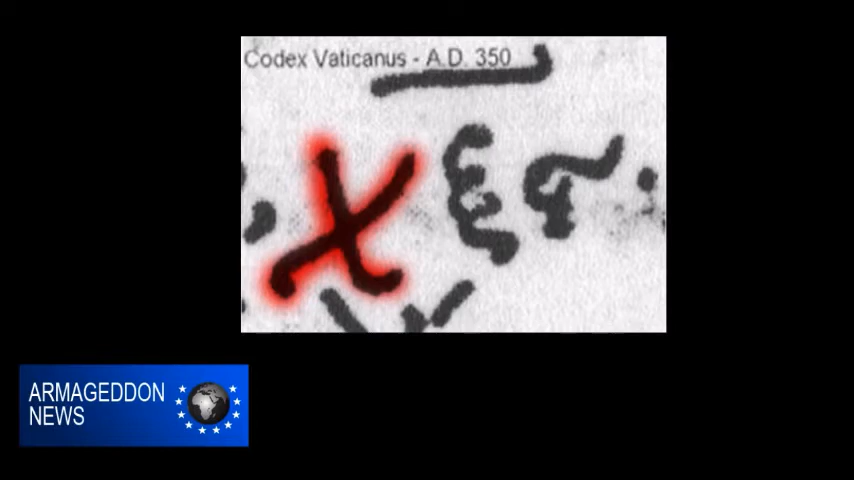 Codex Vaticanus - A.D. 350
χξϛ
ARMAGEDDON
NEWS